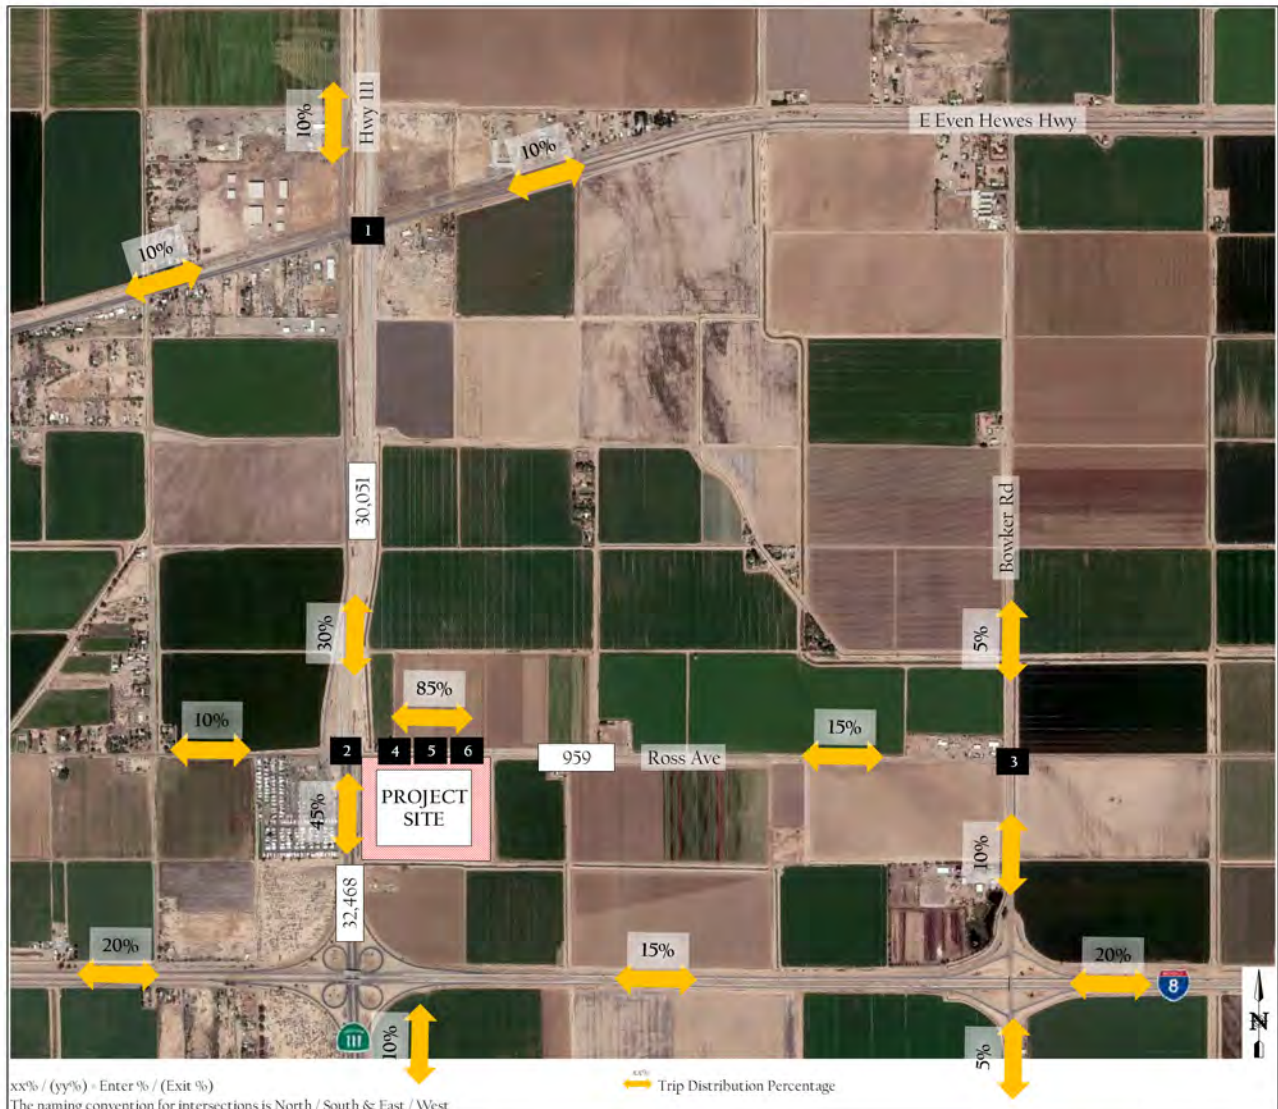 10%
Hwy 111
E Even Hewes Hwy
10%
1
10%
30,051
Bowker Rd
30%
5%
85%
10%
15%
2
4
5
6
959
Ross Ave
3
PROJECT
SITE
45%
10%
32,468
20%
15%
20%
8
N
111
10%
5%
xx% / (yy%) - Enter % / (Exit %)
xx%
Trip Distribution Percentage
The naming convention for intersections is North / South & East / West